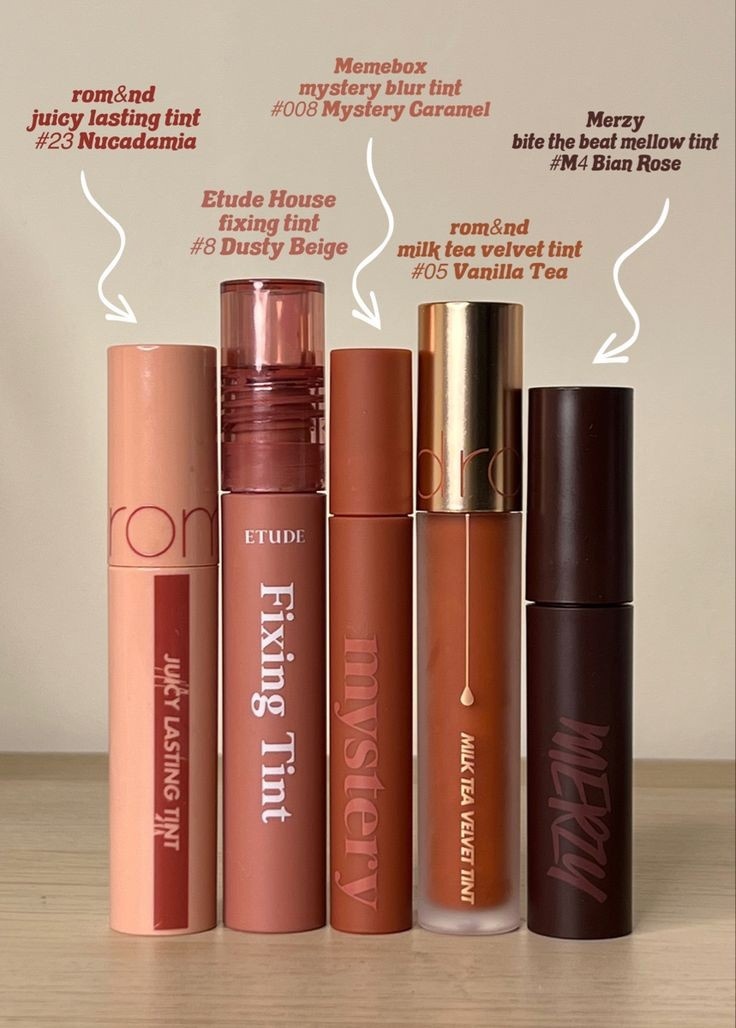 rom&nd
juicy lasting tint
#23 Nucadamia
Memebox
mystery blur tint
#008 Mystery Caramel
Merzy
bite the beat mellow tint
#M4 Bian Rose
Etude House
fixing tint
#8 Dusty Beige
rom&nd
milk tea velvet tint
#05 Vanilla Tea
rom
JUICY LASTING TINT
ETUDE
Fixing Tint
mystery
dro
MILK TEA VELVET TINT
MERZY